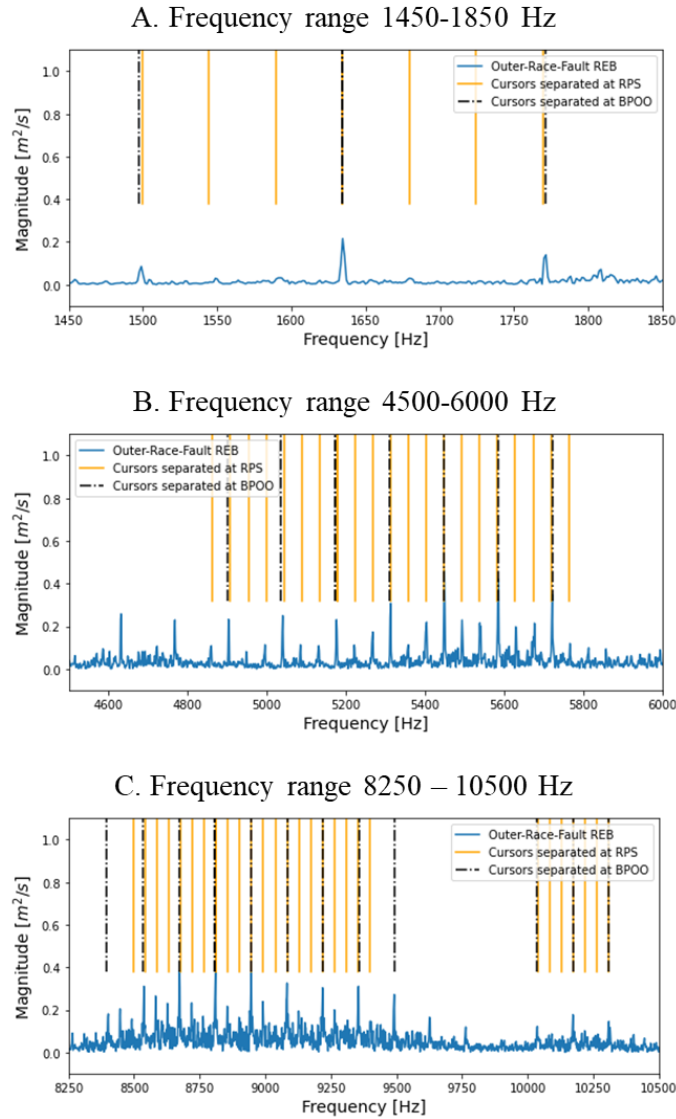 A. Frequency range 1450-1850 Hz
Outer-Race-Fault REB
Cursors separated at RPS
Cursors separated at BPOO
Magnitude [m²/s]
1.0
0.8
0.6
0.4
0.2
0.0
1450 1500 1550 1600 1650 1700 1750 1800 1850
Frequency [Hz]
B. Frequency range 4500-6000 Hz
Outer-Race-Fault REB
Cursors separated at RPS
Cursors separated at BPOO
Magnitude [m²/s]
1.0
0.8
0.6
0.4
0.2
0.0
4600 4800 5000 5200 5400 5600 5800 6000
Frequency [Hz]
C. Frequency range 8250 – 10500 Hz
Outer-Race-Fault REB
Cursors separated at RPS
Cursors separated at BPOO
Magnitude [m²/s]
1.0
0.8
0.6
0.4
0.2
0.0
8250 8500 8750 9000 9250 9500 9750 10000 10250 10500
Frequency [Hz]